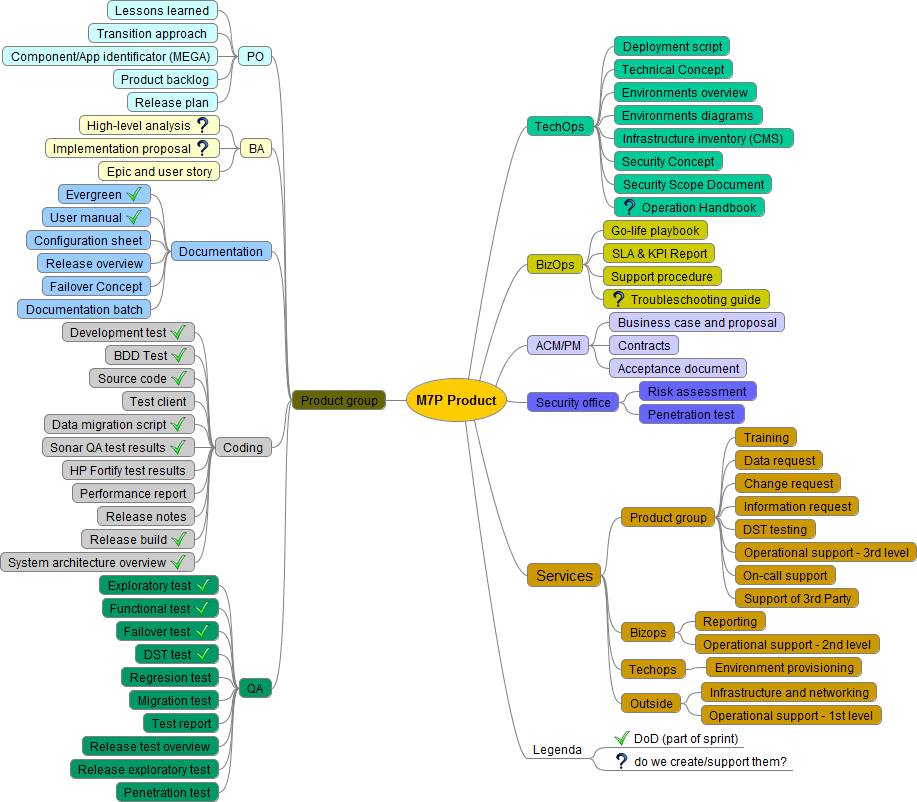 M7P Product
Product group
PO
Lessons learned
Transition approach
Component/App identificator (MEGA)
Product backlog
Release plan
BA
High-level analysis
Implementation proposal
Epic and user story
Documentation
Evergreen
User manual
Configuration sheet
Release overview
Failover Concept
Documentation batch
Coding
Development test
BDD Test
Source code
Test client
Data migration script
Sonar QA test results
HP Fortify test results
Performance report
Release notes
Release build
System architecture overview
QA
Exploratory test
Functional test
Failover test
DST test
Regresion test
Migration test
Test report
Release test overview
Release exploratory test
Penetration test
TechOps
Deployment script
Technical Concept
Environments overview
Environments diagrams
Infrastructure inventory (CMS)
Security Concept
Security Scope Document
Operation Handbook
BizOps
Go-life playbook
SLA & KPI Report
Support procedure
Troubleschooting guide
ACM/PM
Business case and proposal
Contracts
Acceptance document
Security office
Risk assessment
Penetration test
Services
Product group
Training
Data request
Change request
Information request
DST testing
Operational support - 3rd level
On-call support
Support of 3rd Party
Bizops
Reporting
Operational support - 2nd level
Techops
Environment provisioning
Outside
Infrastructure and networking
Operational support - 1st level
Legenda
DoD (part of sprint)
do we create/support them?